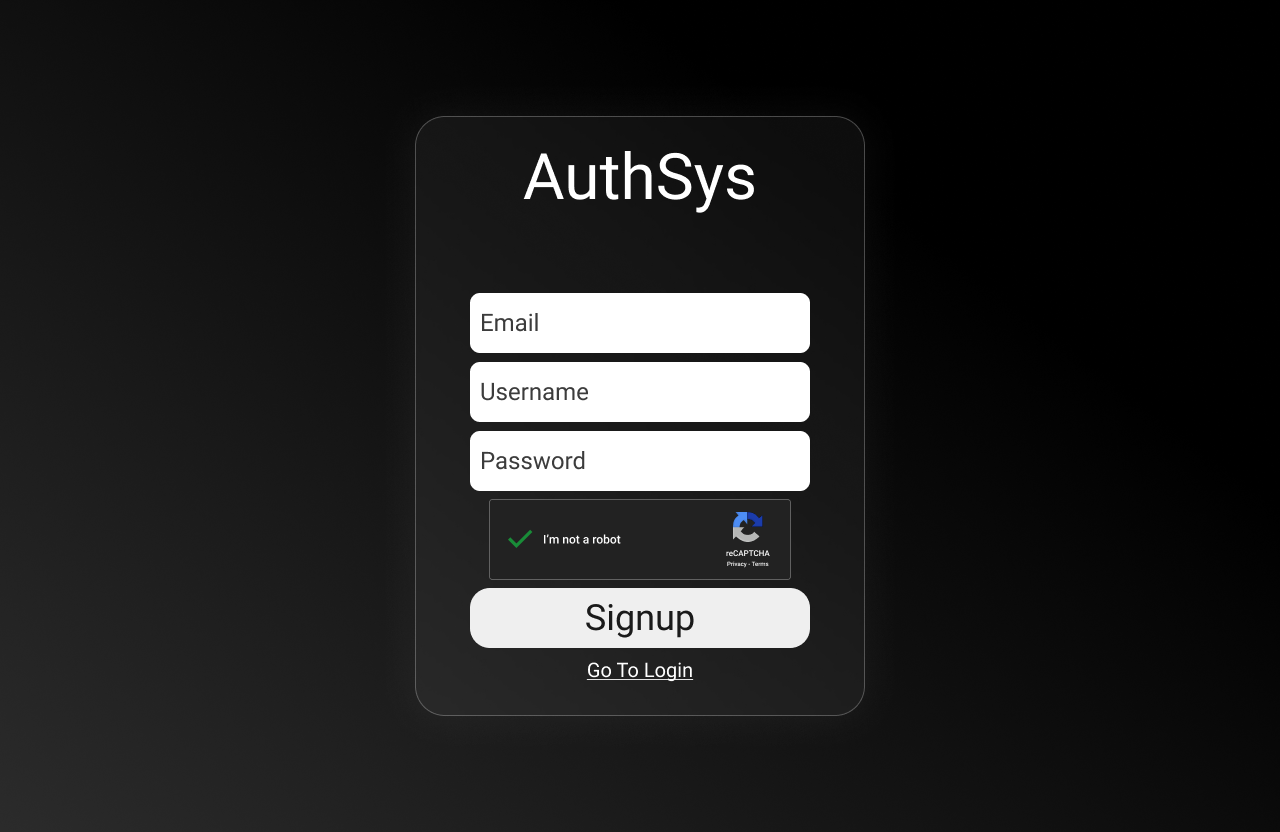 AuthSys
Email
Username
Password
I'm not a robot
reCAPTCHA
Privacy - Terms
Signup
Go To Login